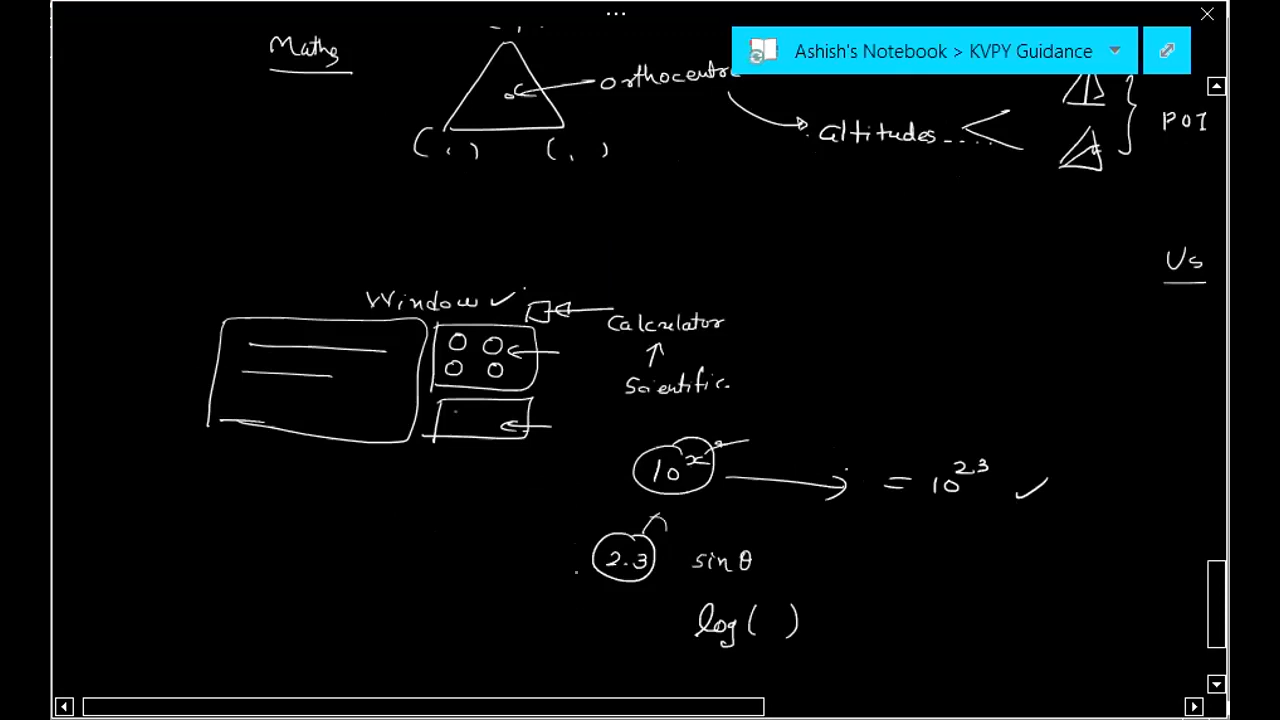 Ashish's Notebook > KVPY Guidance
Maths
Orthocentre
altitudes.....
POI
( , ) ( , )
Us
Window ✓
Calculator
Scientific.
10^x = 10^2.3 ✓
2.3 sin θ
log( )